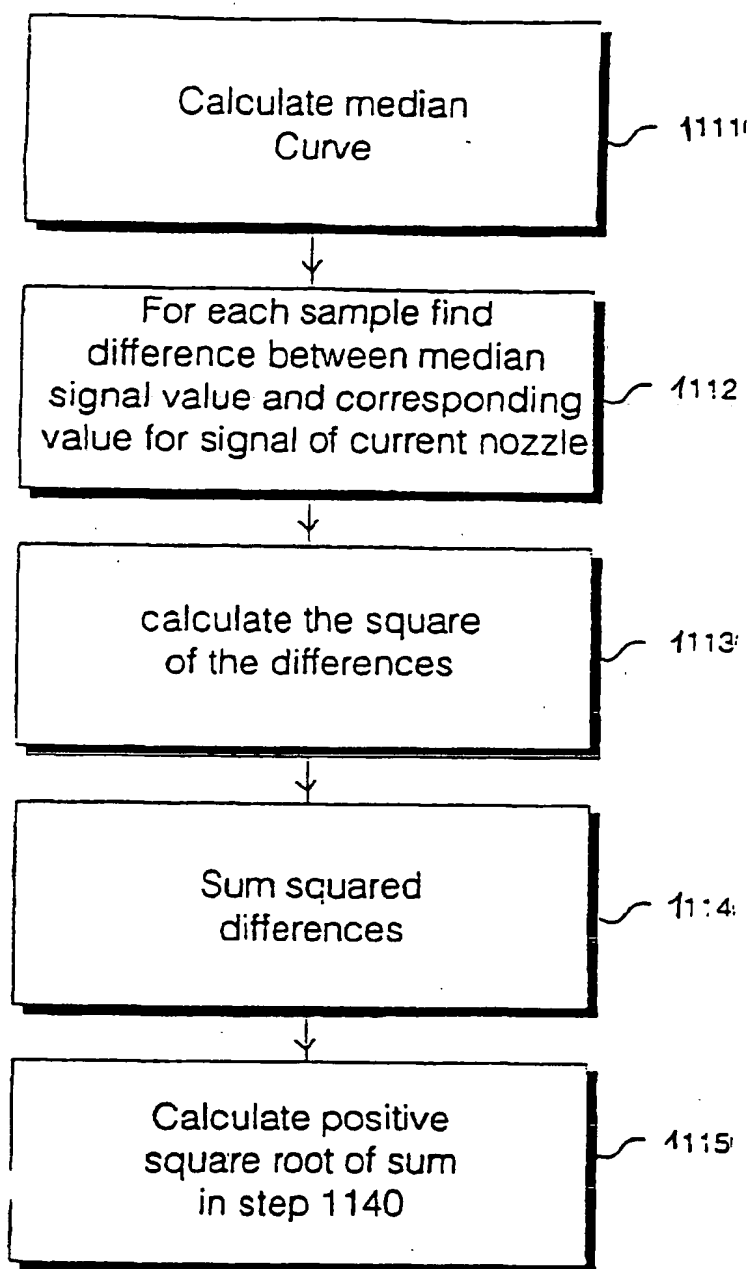 Calculate median
Curve
1111
For each sample find
difference between median
signal value and corresponding
value for signal of current nozzle
1112
calculate the square
of the differences
1113
Sum squared
differences
1114
Calculate positive
square root of sum
in step 1140
1115